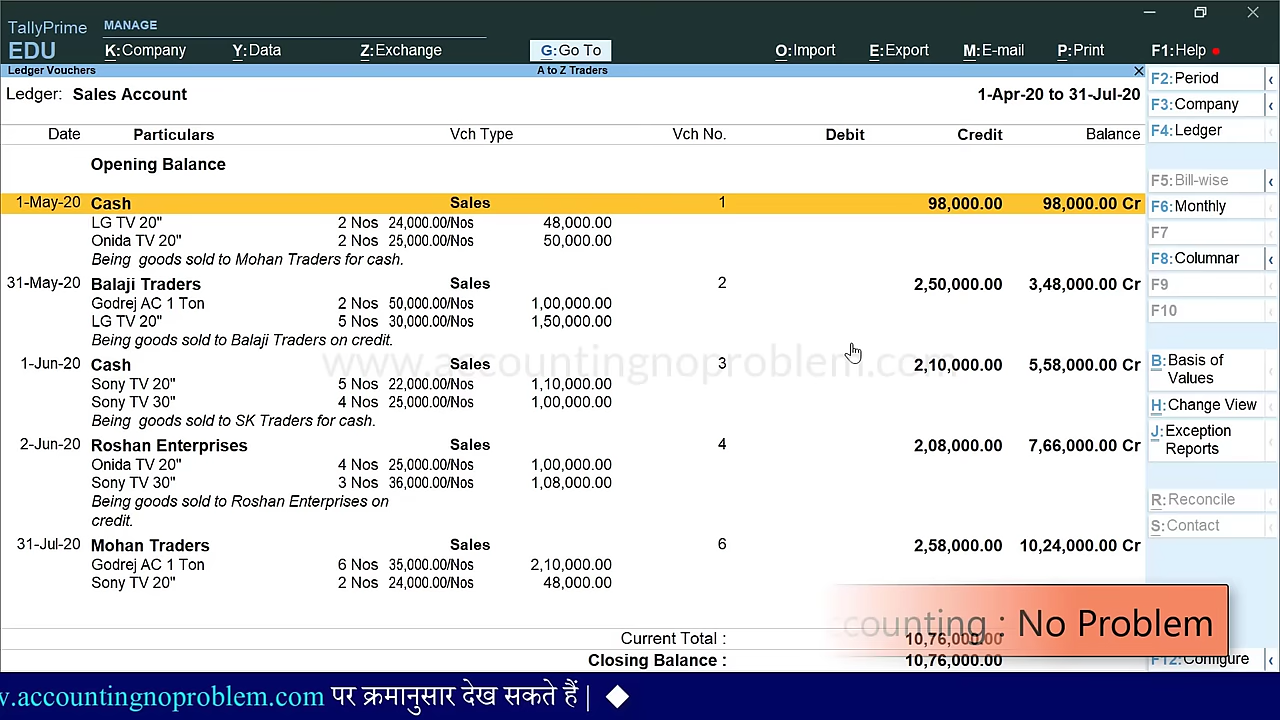 TallyPrime EDU
MANAGE
K:Company Y:Data Z:Exchange G:Go To O:Import E:Export M:E-mail P:Print F1:Help
Ledger Vouchers A to Z Traders
Ledger: Sales Account 1-Apr-20 to 31-Jul-20
Date Particulars Vch Type Vch No. Debit Credit Balance
Opening Balance
1-May-20 Cash Sales 1 98,000.00 98,000.00 Cr
LG TV 20" 2 Nos 24,000.00/Nos 48,000.00
Onida TV 20" 2 Nos 25,000.00/Nos 50,000.00
Being goods sold to Mohan Traders for cash.
31-May-20 Balaji Traders Sales 2 2,50,000.00 3,48,000.00 Cr
Godrej AC 1 Ton 2 Nos 50,000.00/Nos 1,00,000.00
LG TV 20" 5 Nos 30,000.00/Nos 1,50,000.00
Being goods sold to Balaji Traders on credit.
www.accountingnoproblem.com
1-Jun-20 Cash Sales 3 2,10,000.00 5,58,000.00 Cr
Sony TV 20" 5 Nos 22,000.00/Nos 1,10,000.00
Sony TV 30" 4 Nos 25,000.00/Nos 1,00,000.00
Being goods sold to SK Traders for cash.
2-Jun-20 Roshan Enterprises Sales 4 2,08,000.00 7,66,000.00 Cr
Onida TV 20" 4 Nos 25,000.00/Nos 1,00,000.00
Sony TV 30" 3 Nos 36,000.00/Nos 1,08,000.00
Being goods sold to Roshan Enterprises on
credit.
31-Jul-20 Mohan Traders Sales 6 2,58,000.00 10,24,000.00 Cr
Godrej AC 1 Ton 6 Nos 35,000.00/Nos 2,10,000.00
Sony TV 20" 2 Nos 24,000.00/Nos 48,000.00
Current Total : 10,76,000.00
Closing Balance : 10,76,000.00
F2:Period
F3:Company
F4:Ledger
F5:Bill-wise
F6:Monthly
F7
F8:Columnar
F9
F10
B:Basis of
Values
H:Change View
J:Exception
Reports
R:Reconcile
S:Contact
F12:Configure
counting : No Problem
.accountingnoproblem.com पर क्रमानुसार देख सकते हैं |